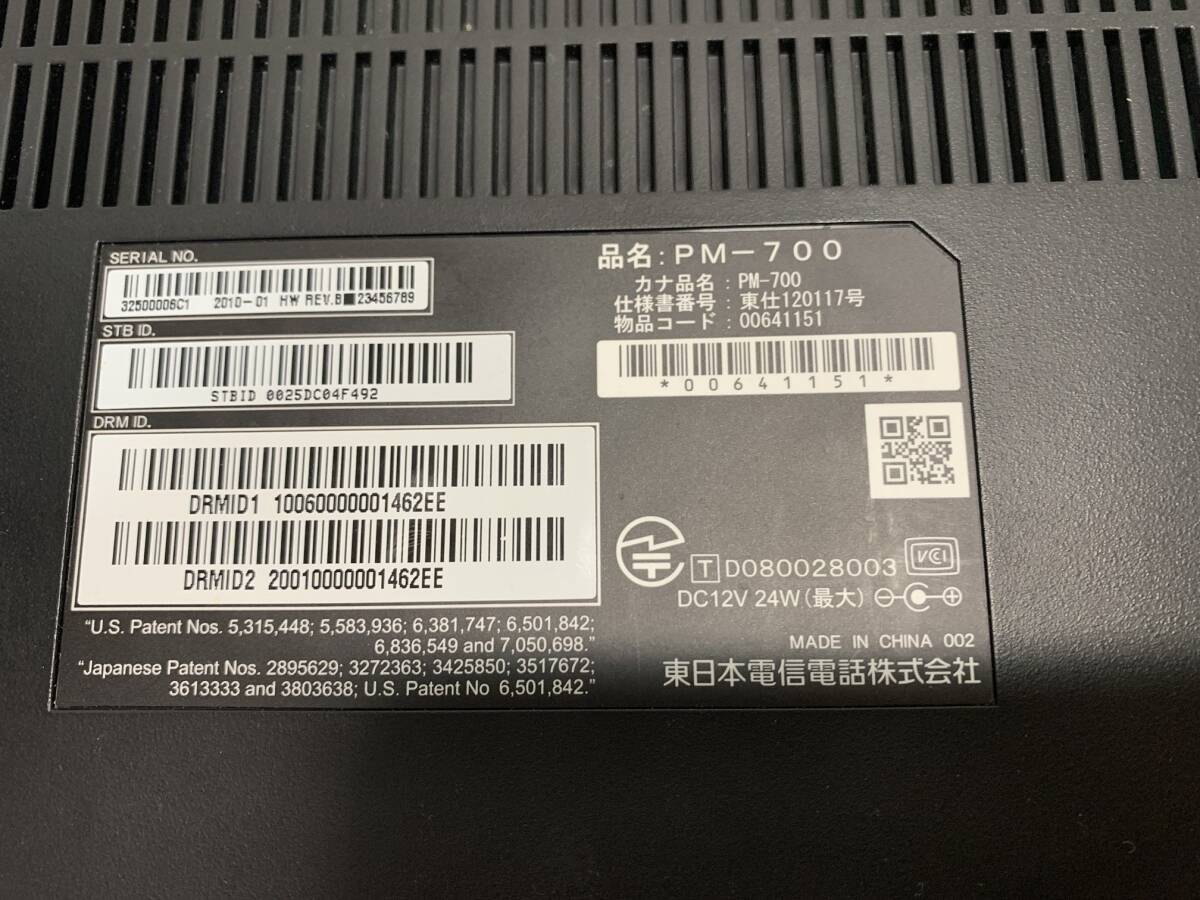 SERIAL NO.
32500006C1 2010-01 HW REV.B■23456789
STB ID.
STBID 0025DC04F492
DRM ID.
DRMID1 10060000001462EE
DRMID2 20010000001462EE
"U.S. Patent Nos. 5,315,448; 5,583,936; 6,381,747; 6,501,842;
6,836,549 and 7,050,698."
"Japanese Patent Nos. 2895629; 3272363; 3425850; 3517672;
3613333 and 3803638; U.S. Patent No 6,501,842."
品名:PM-700
カナ品名:PM-700
仕様書番号:東仕120117号
物品コード:00641151
*00641151*
T D080028003 VCI
DC12V 24W(最大)
MADE IN CHINA 002
東日本電信電話株式会社